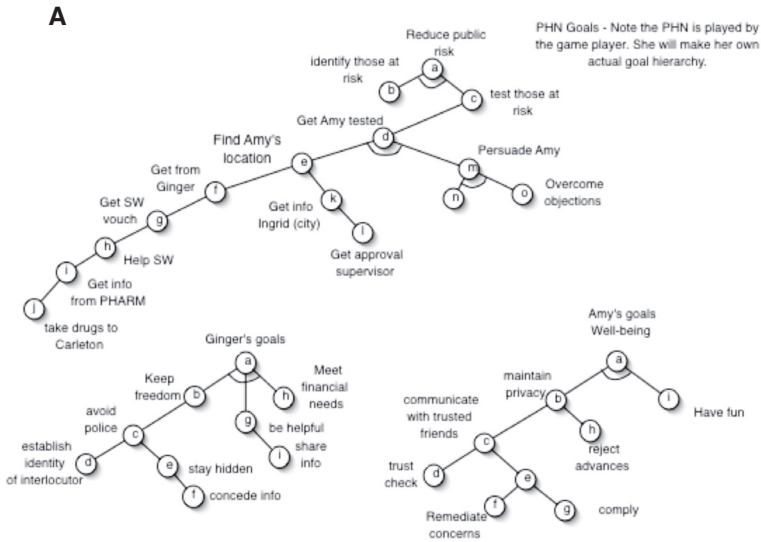 A
PHN Goals - Note the PHN is played by
the game player. She will make her own
actual goal hierarchy.
Reduce public
risk
a
identify those at
risk
b
c
test those at
risk
Get Amy tested
d
Find Amy's
location
e
Persuade Amy
m
n
o
Overcome
objections
Get from
Ginger
f
k
Get info
Ingrid (city)
l
Get approval
supervisor
Get SW
vouch
g
h
Help SW
i
Get info
from PHARM
j
take drugs to
Carleton
Ginger's goals
a
Keep
freedom
b
h
Meet
financial
needs
avoid
police
c
g
be helpful
share
info
i
establish
identity
of interlocutor
d
e
stay hidden
f
concede info
Amy's goals
Well-being
a
maintain
privacy
b
i
Have fun
communicate
with trusted
friends
c
h
reject
advances
trust
check
d
e
f
Remediate
concerns
g
comply